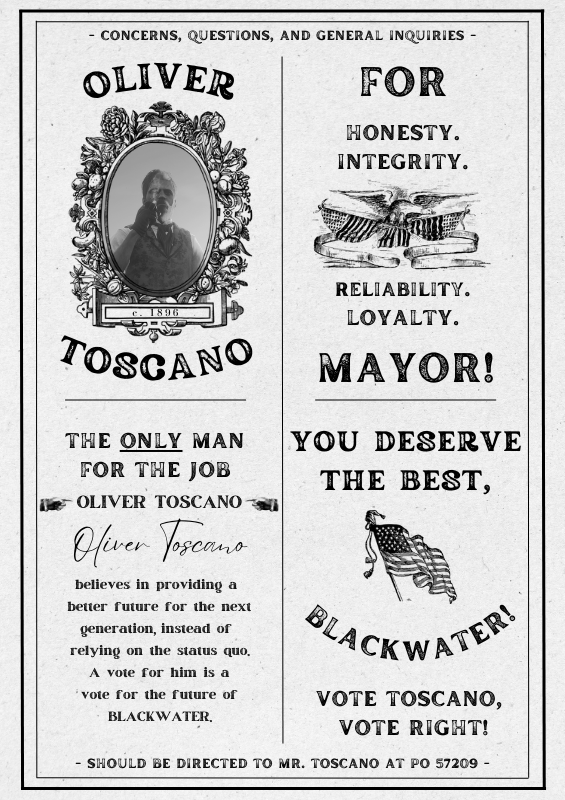 - CONCERNS, QUESTIONS, AND GENERAL INQUIRIES -
OLIVER
c. 1896
TOSCANO
THE ONLY MAN
FOR THE JOB
OLIVER TOSCANO
Oliver Toscano
believes in providing a
better future for the next
generation, instead of
relying on the status quo.
A vote for him is a
vote for the future of
BLACKWATER.
FOR
HONESTY.
INTEGRITY.
RELIABILITY.
LOYALTY.
MAYOR!
YOU DESERVE
THE BEST,
BLACKWATER!
VOTE TOSCANO,
VOTE RIGHT!
- SHOULD BE DIRECTED TO MR. TOSCANO AT PO 57209 -